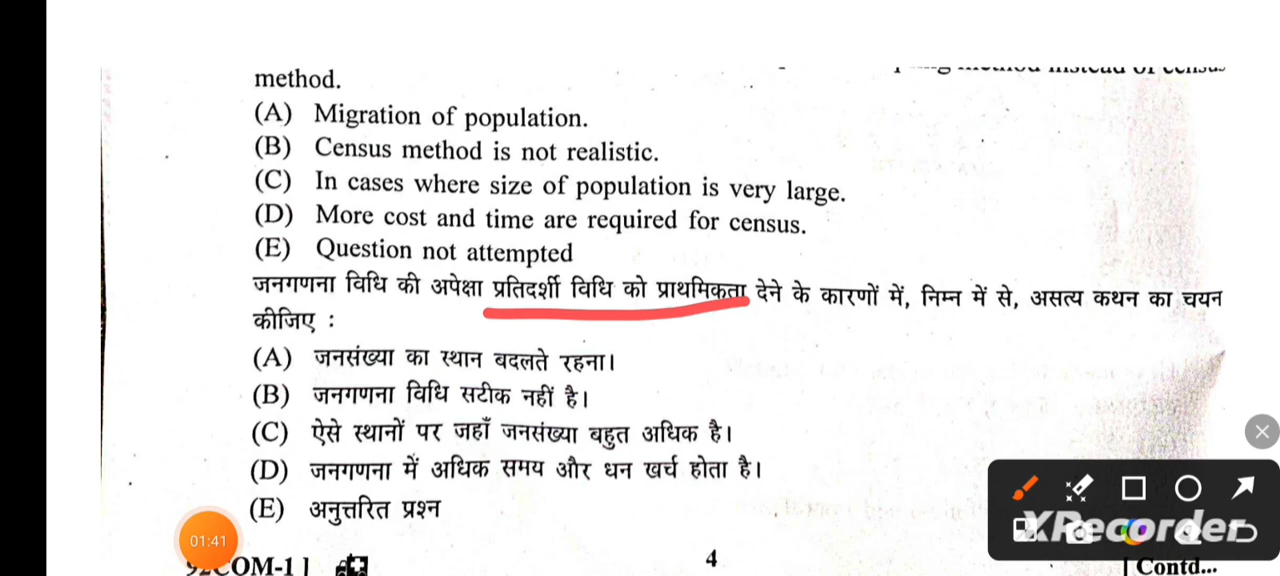 method.
(A) Migration of population.
(B) Census method is not realistic.
(C) In cases where size of population is very large.
(D) More cost and time are required for census.
(E) Question not attempted
जनगणना विधि की अपेक्षा प्रतिदर्शी विधि को प्राथमिकता देने के कारणों में, निम्न में से, असत्य कथन का चयन
कीजिए :
(A) जनसंख्या का स्थान बदलते रहना।
(B) जनगणना विधि सटीक नहीं है।
(C) ऐसे स्थानों पर जहाँ जनसंख्या बहुत अधिक है।
(D) जनगणना में अधिक समय और धन खर्च होता है।
(E) अनुत्तरित प्रश्न
01:41
XRecorder
4
[ Contd...